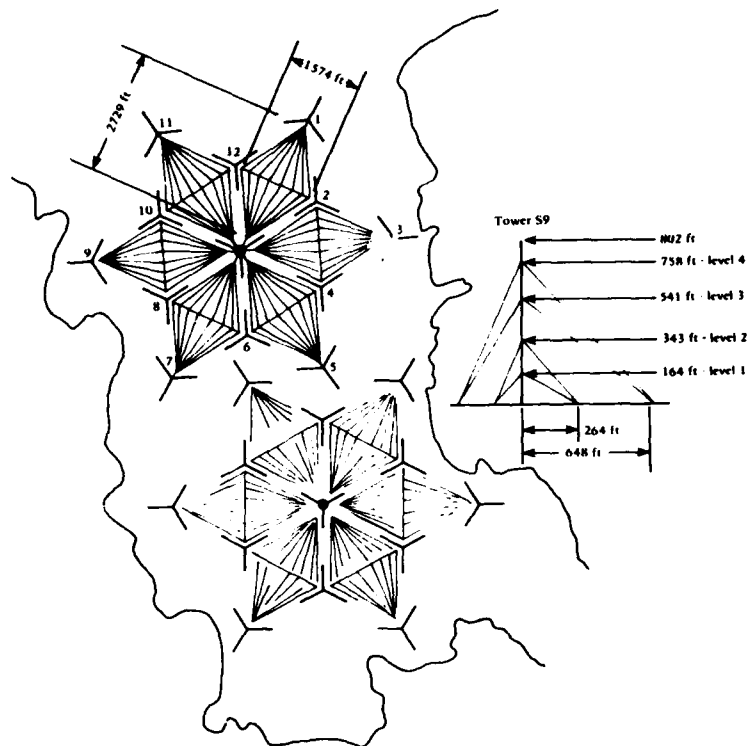 1574 ft
2729 ft
11
1
12
2
10
3
9
4
8
6
7
5
Tower S9
802 ft
758 ft - level 4
541 ft - level 3
343 ft - level 2
164 ft - level 1
264 ft
648 ft